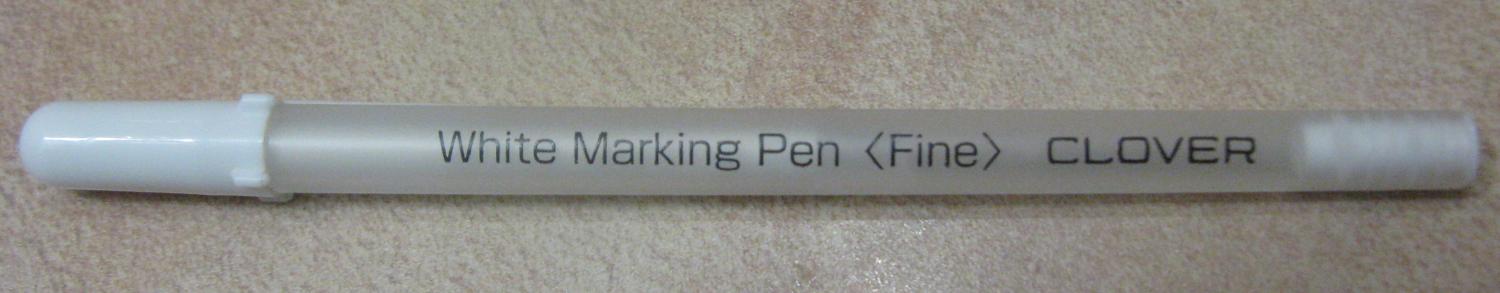 White Marking Pen〈Fine〉 CLOVER